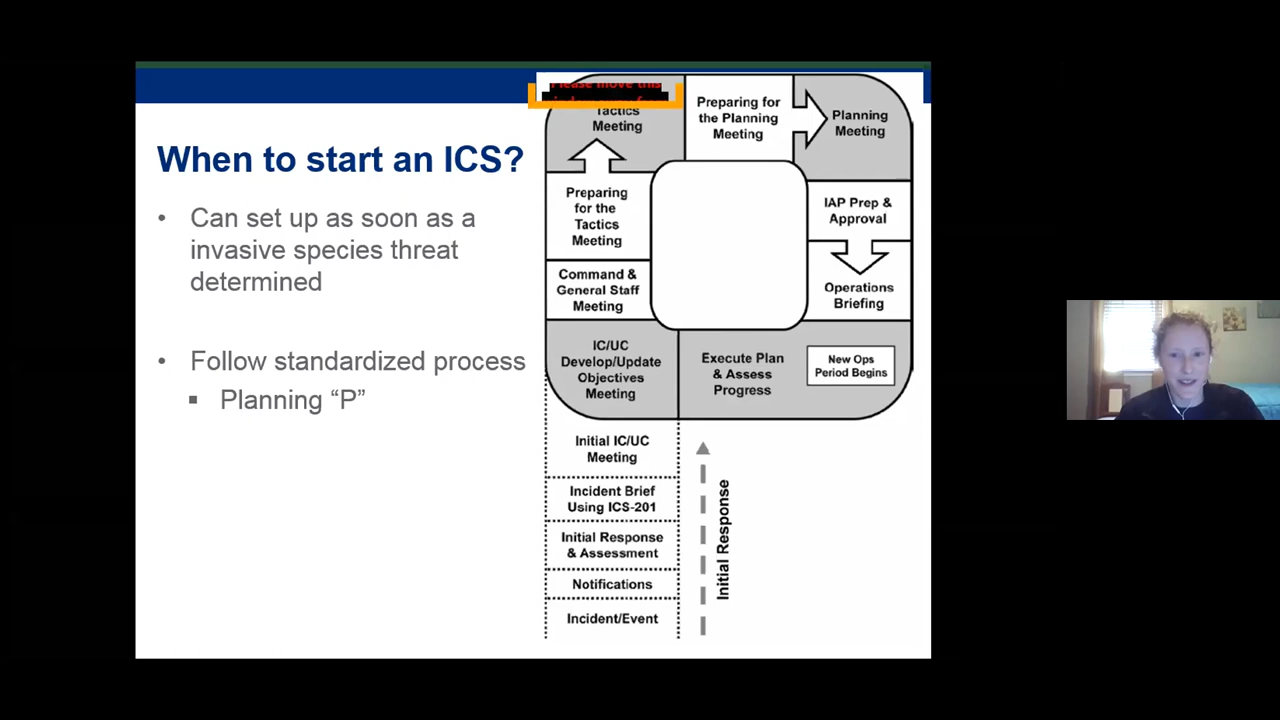 Please move this
When to start an ICS?
• Can set up as soon as a
invasive species threat
determined
• Follow standardized process
▪ Planning “P”
Tactics
Meeting
Preparing for
the Planning
Meeting
Planning
Meeting
Preparing
for the
Tactics
Meeting
IAP Prep &
Approval
Command &
General Staff
Meeting
Operations
Briefing
IC/UC
Develop/Update
Objectives
Meeting
Execute Plan
& Assess
Progress
New Ops
Period Begins
Initial IC/UC
Meeting
Incident Brief
Using ICS-201
Initial Response
& Assessment
Notifications
Incident/Event
Initial Response